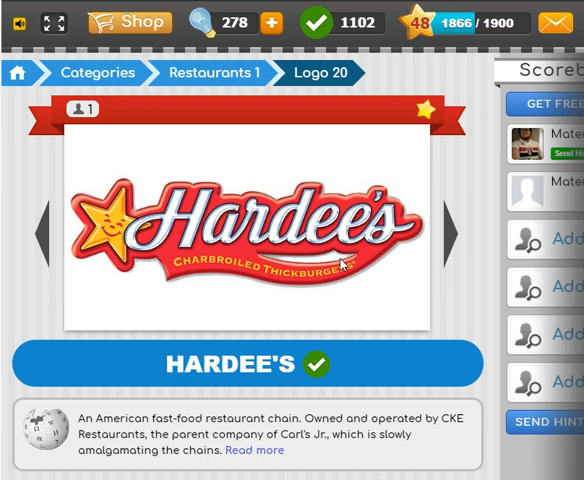 Shop
278
1102
48
1866 / 1900
Categories
Restaurants 1
Logo 20
1
Hardee's
CHARBROILED THICKBURGERS
HARDEE'S
An American fast-food restaurant chain. Owned and operated by CKE
Restaurants, the parent company of Carl's Jr., which is slowly
amalgamating the chains. Read more
Scoreb
GET FREE
Mate
Send Hi
Mate
Add
Add
Add
Add
SEND HINT